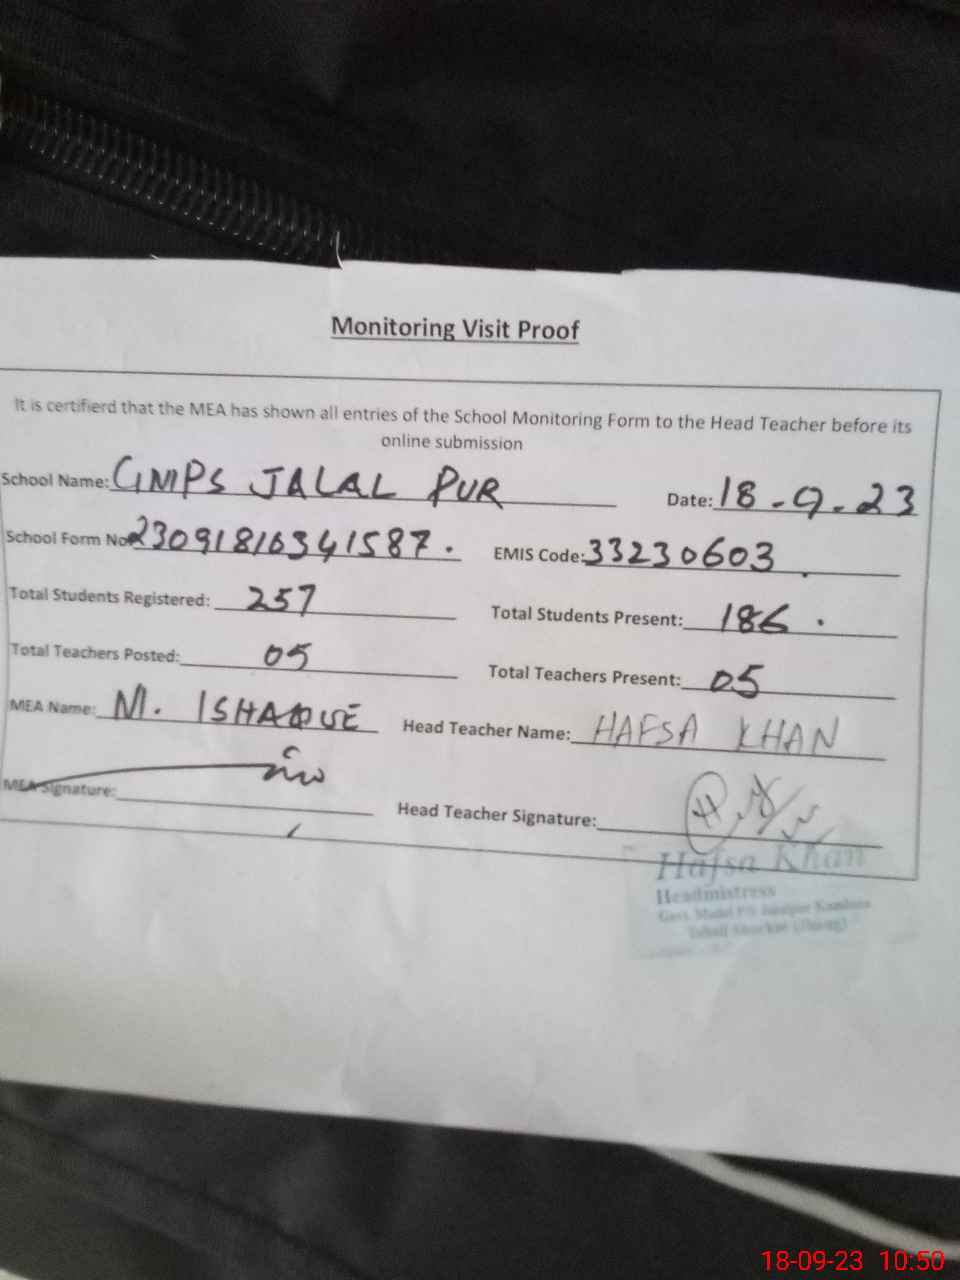 Monitoring Visit Proof
It is certifierd that the MEA has shown all entries of the School Monitoring Form to the Head Teacher before its
online submission
School Name: GMPS JALAL PUR Date: 18-9-23
School Form No 23091816341587. EMIS Code: 33230603
Total Students Registered: 257 Total Students Present: 186.
Total Teachers Posted: 05 Total Teachers Present: 05
MEA Name: M. ISHAQUE Head Teacher Name: HAFSA KHAN
MEA Signature: Head Teacher Signature:
Hafsa Khan
Headmistress
Govt. Model P/S
18-09-23 10:50